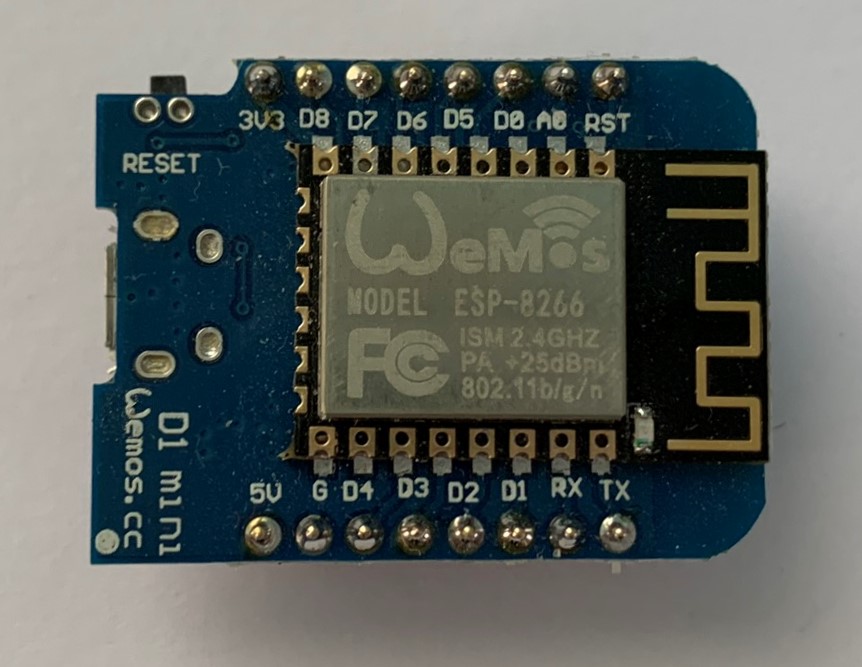 3V3 D8 D7 D6 D5 D0 A0 RST
RESET
WeMos
MODEL ESP-8266
FC
ISM 2.4GHZ
PA +25dBm
802.11b/g/n
D1 mini
Wemos.cc
5V G D4 D3 D2 D1 RX TX